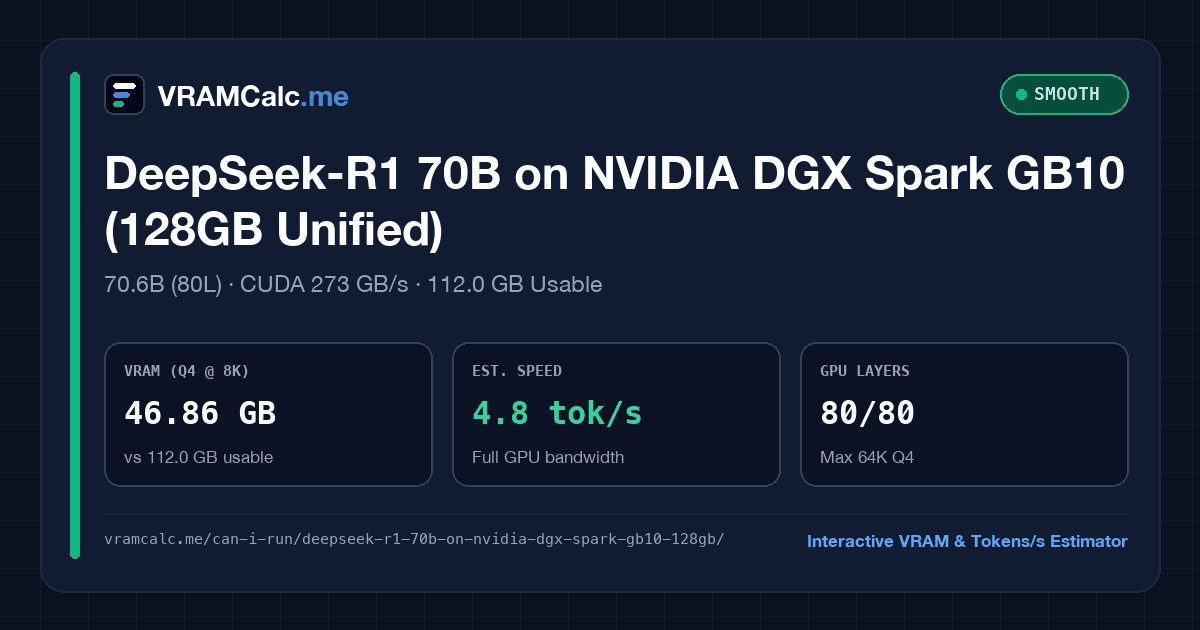 VRAMCalc.me
SMOOTH
DeepSeek-R1 70B on NVIDIA DGX Spark GB10
(128GB Unified)
70.6B (80L) · CUDA 273 GB/s · 112.0 GB Usable
VRAM (Q4 @ 8K)
46.86 GB
vs 112.0 GB usable
EST. SPEED
4.8 tok/s
Full GPU bandwidth
GPU LAYERS
80/80
Max 64K Q4
vramcalc.me/can-i-run/deepseek-r1-70b-on-nvidia-dgx-spark-gb10-128gb/
Interactive VRAM & Tokens/s Estimator